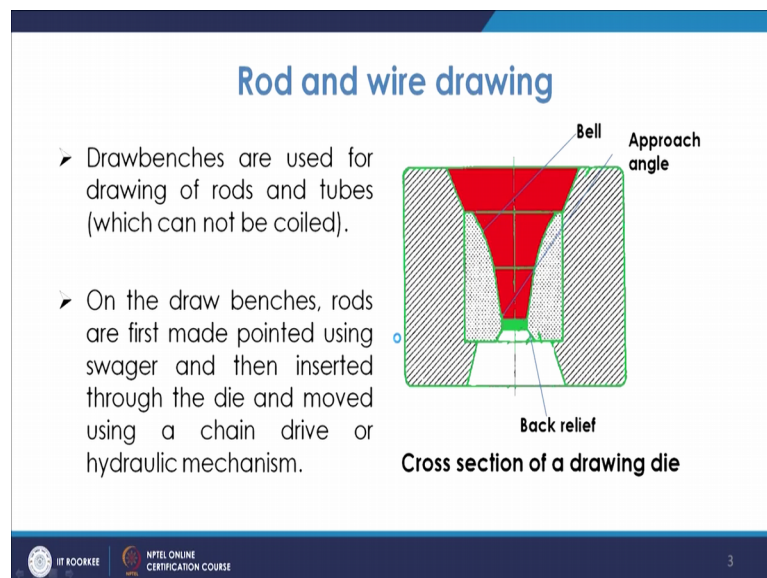 Rod and wire drawing
➢ Drawbenches are used for
drawing of rods and tubes
(which can not be coiled).
➢ On the draw benches, rods
are first made pointed using
swager and then inserted
through the die and moved
using a chain drive or
hydraulic mechanism.
Bell
Approach
angle
Back relief
Cross section of a drawing die
IIT ROORKEE
NPTEL ONLINE
CERTIFICATION COURSE
3